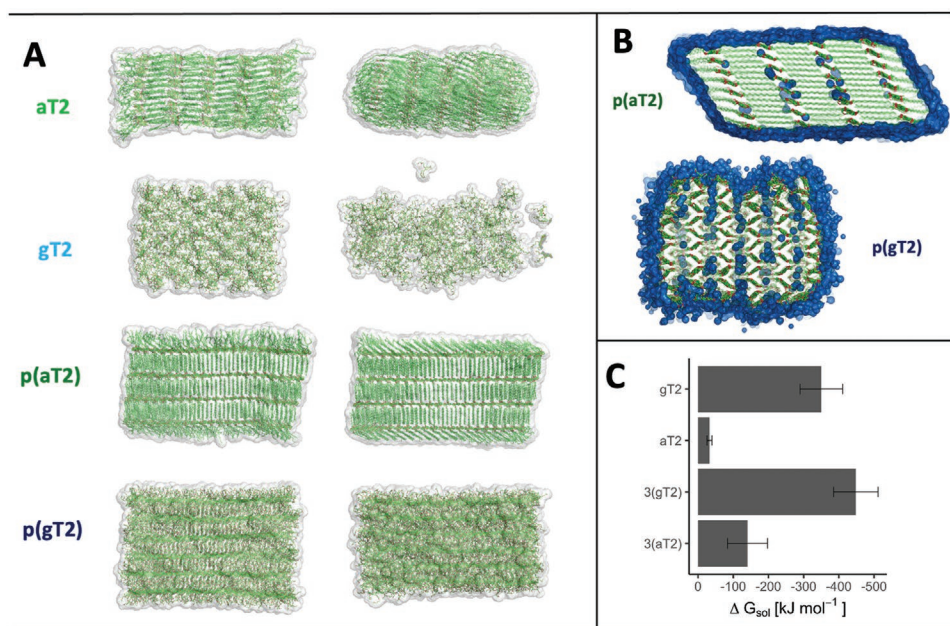 A
aT2
gT2
p(aT2)
p(gT2)
B
p(aT2)
p(gT2)
C
gT2
aT2
3(gT2)
3(aT2)
0 -100 -200 -300 -400 -500
Δ Gsol [kJ mol⁻¹]